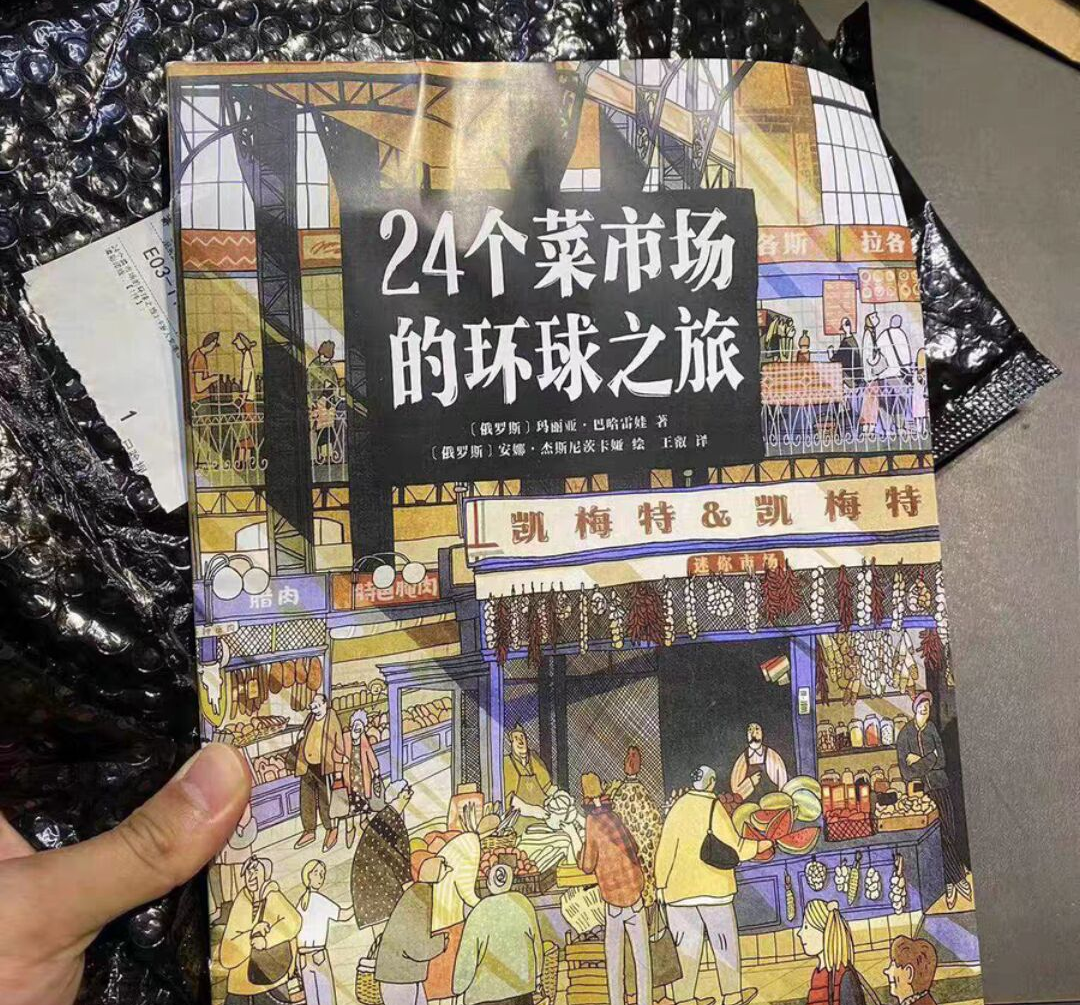 24个菜市场
的环球之旅
〔俄罗斯〕玛丽亚·巴哈雷娃 著
〔俄罗斯〕安娜·杰斯尼茨卡娅 绘 王叡 译
各斯
拉各
凯梅特&凯梅特
迷你市场
腊肉
特色腌肉
E03-
1